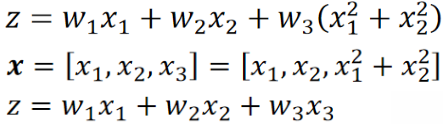 z = w₁x₁ + w₂x₂ + w₃(x₁² + x₂²)
x = [x₁, x₂, x₃] = [x₁, x₂, x₁² + x₂²]
z = w₁x₁ + w₂x₂ + w₃x₃